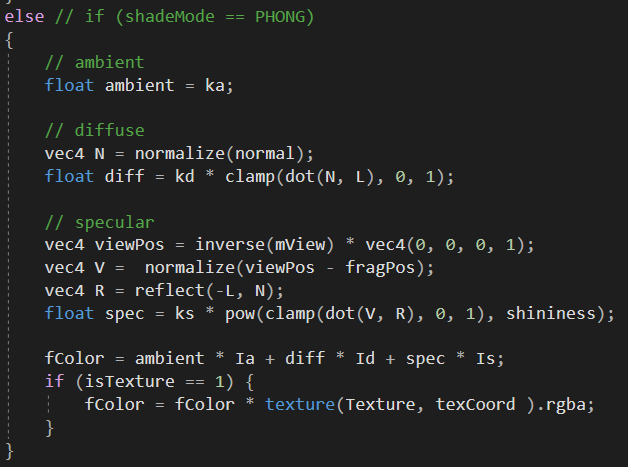 }
else // if (shadeMode == PHONG)
{
    // ambient
    float ambient = ka;

    // diffuse
    vec4 N = normalize(normal);
    float diff = kd * clamp(dot(N, L), 0, 1);

    // specular
    vec4 viewPos = inverse(mView) * vec4(0, 0, 0, 1);
    vec4 V =  normalize(viewPos - fragPos);
    vec4 R = reflect(-L, N);
    float spec = ks * pow(clamp(dot(V, R), 0, 1), shininess);

    fColor = ambient * Ia + diff * Id + spec * Is;
    if (isTexture == 1) {
        fColor = fColor * texture(Texture, texCoord ).rgba;
    }
}